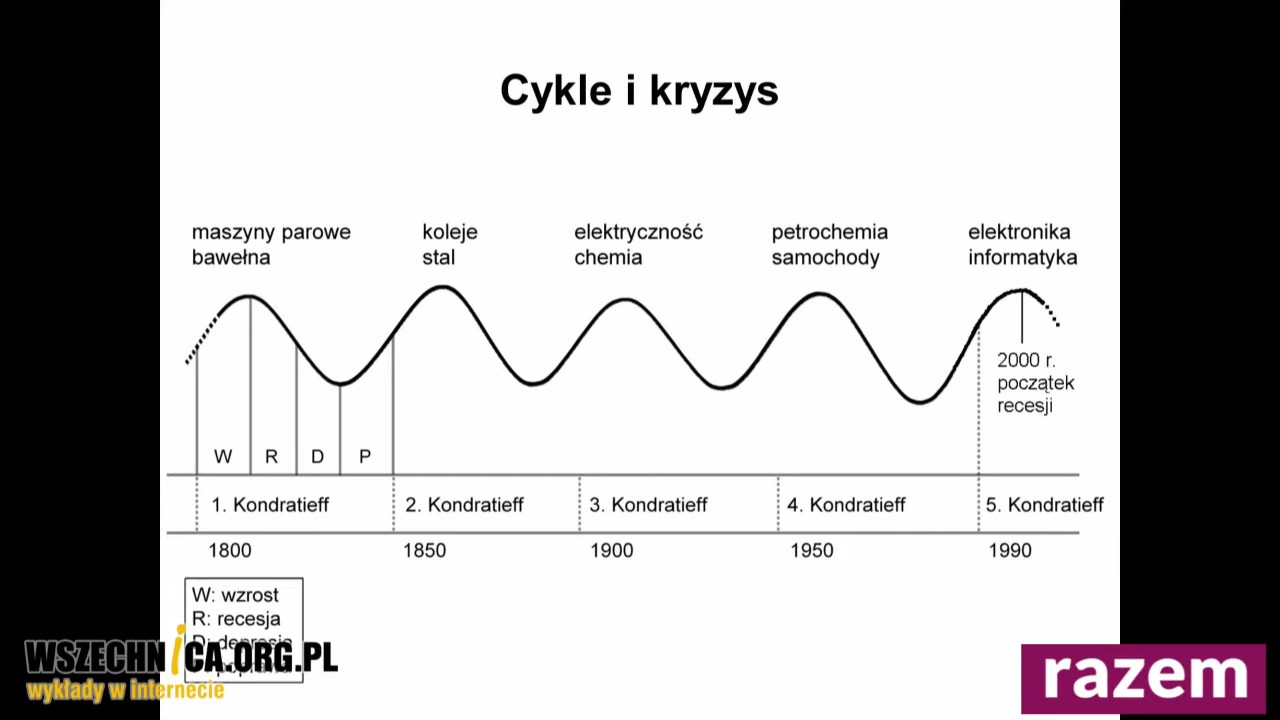 Cykle i kryzys
maszyny parowe
bawełna
koleje
stal
elektryczność
chemia
petrochemia
samochody
elektronika
informatyka
2000 r.
początek
recesji
W R D P
1. Kondratieff 2. Kondratieff 3. Kondratieff 4. Kondratieff 5. Kondratieff
1800 1850 1900 1950 1990
W: wzrost
R: recesja
D: depresja
WSZECHNICA.ORG.PL
wykłady w internecie
razem